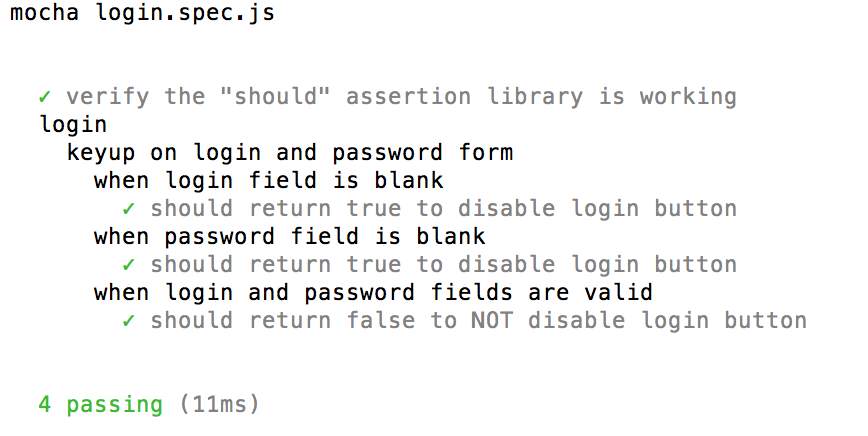 mocha login.spec.js
✓ verify the "should" assertion library is working
login
keyup on login and password form
when login field is blank
✓ should return true to disable login button
when password field is blank
✓ should return true to disable login button
when login and password fields are valid
✓ should return false to NOT disable login button
4 passing (11ms)